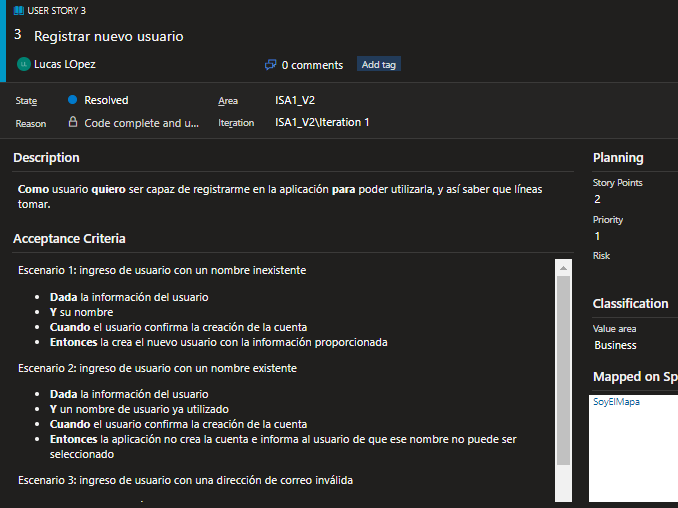 USER STORY 3
3 Registrar nuevo usuario
LL Lucas LOpez
0 comments
Add tag
State Resolved
Area ISA1_V2
Reason Code complete and u...
Iteration ISA1_V2\Iteration 1
Description
Como usuario quiero ser capaz de registrarme en la aplicación para poder utilizarla, y así saber que líneas
tomar.
Acceptance Criteria
Escenario 1: ingreso de usuario con un nombre inexistente
• Dada la información del usuario
• Y su nombre
• Cuando el usuario confirma la creación de la cuenta
• Entonces la crea el nuevo usuario con la información proporcionada
Escenario 2: ingreso de usuario con un nombre existente
• Dada la información del usuario
• Y un nombre de usuario ya utilizado
• Cuando el usuario confirma la creación de la cuenta
• Entonces la aplicación no crea la cuenta e informa al usuario de que ese nombre no puede ser
seleccionado
Escenario 3: ingreso de usuario con una dirección de correo inválida
Planning
Story Points
2
Priority
1
Risk
Classification
Value area
Business
Mapped on Sp
SoyElMapa